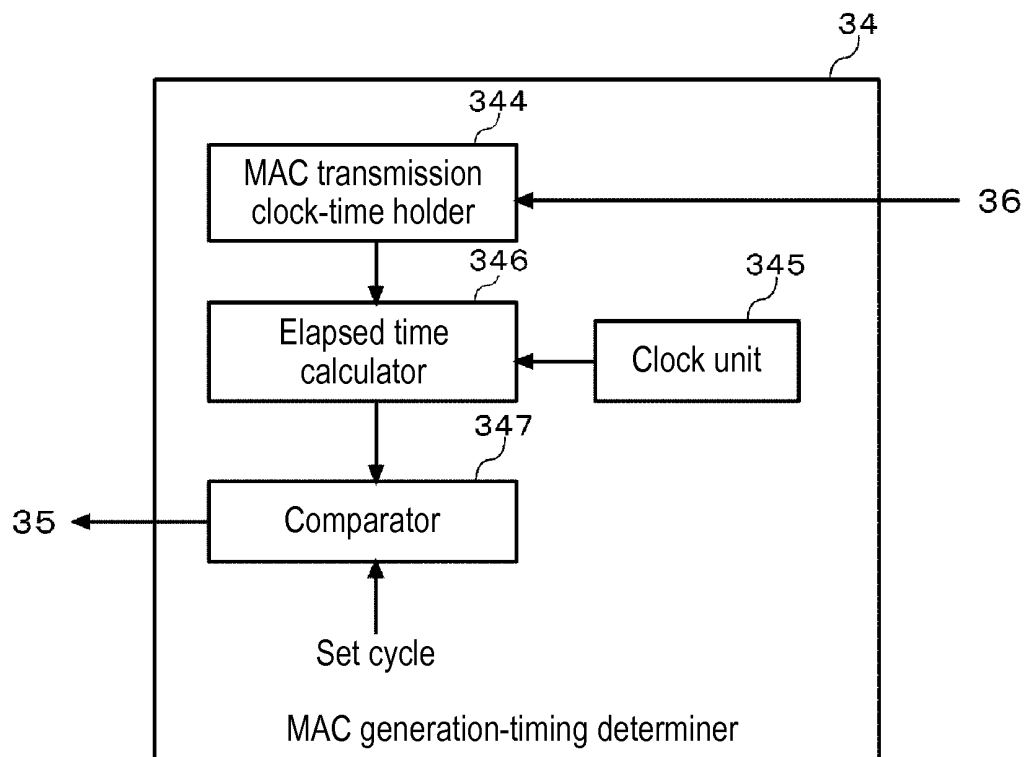 34
344
MAC transmission
clock-time holder
36
346
345
Elapsed time
calculator
Clock unit
347
35
Comparator
Set cycle
MAC generation-timing determiner